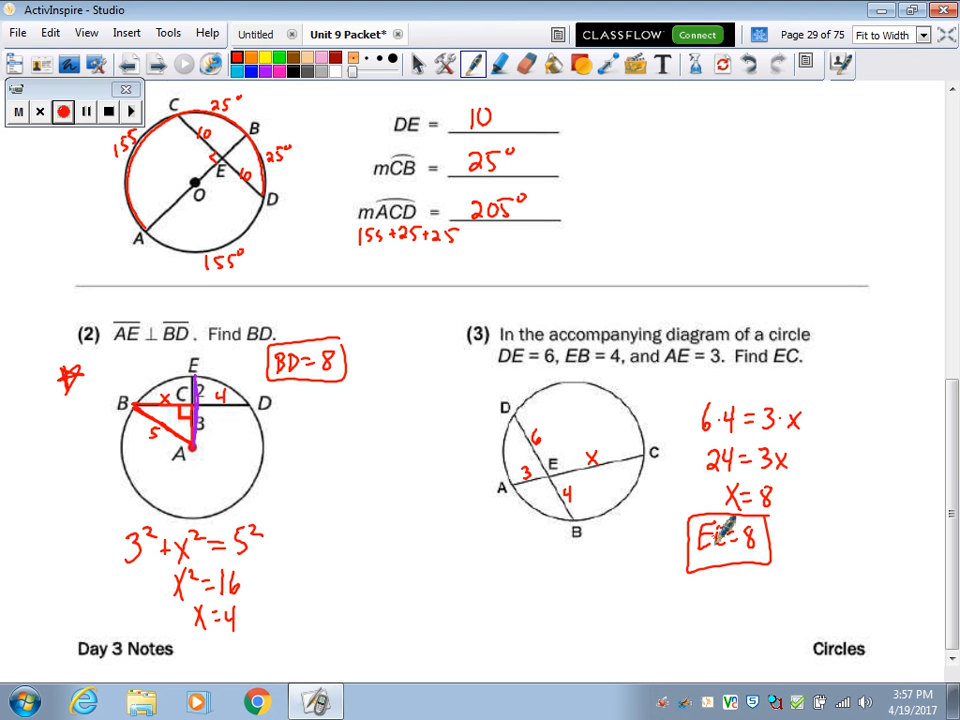 ActivInspire - Studio
File Edit View Insert Tools Help
Untitled Unit 9 Packet*
CLASSFLOW Connect
Page 29 of 75
Fit to Width
M
C 25° B
155
10
25°
E
10
O
D
A
155°
DE = 10
mCB = 25°
mACD = 205°
155+25+25
(2) AE ⊥ BD. Find BD.
BD = 8
E
C 2
B x 4 D
5 3
A
3² + x² = 5²
x² = 16
x = 4
(3) In the accompanying diagram of a circle
DE = 6, EB = 4, and AE = 3. Find EC.
D
6
E x C
A 3
4
B
6·4 = 3·x
24 = 3x
x = 8
EC = 8
Day 3 Notes
Circles
3:57 PM
4/19/2017